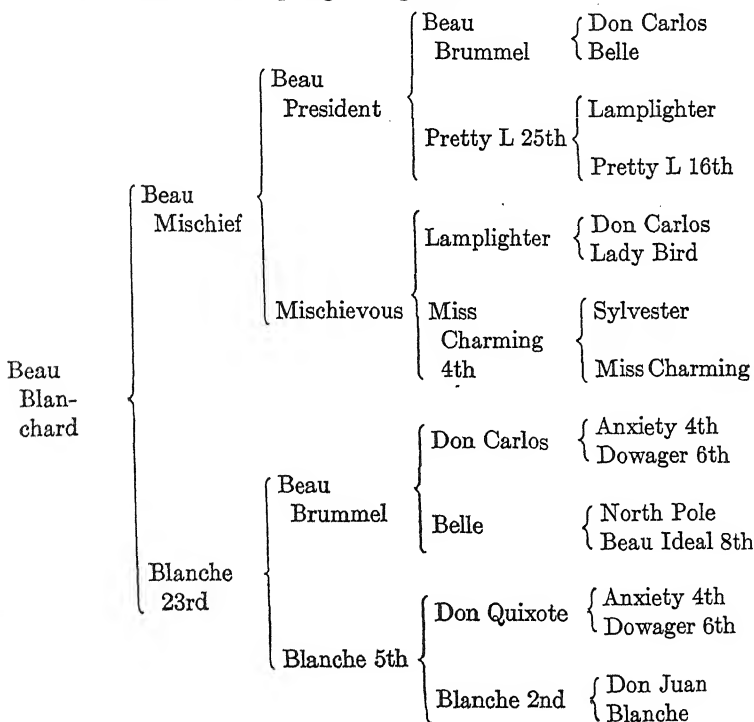 Beau
Brummel
Don Carlos
Belle
Beau
President
Pretty L 25th
Lamplighter
Pretty L 16th
Beau
Mischief
Lamplighter
Don Carlos
Lady Bird
Mischievous
Miss
Charming
4th
Sylvester
Miss Charming
Beau
Blan-
chard
Don Carlos
Anxiety 4th
Dowager 6th
Beau
Brummel
Belle
North Pole
Beau Ideal 8th
Blanche
23rd
Don Quixote
Anxiety 4th
Dowager 6th
Blanche 5th
Blanche 2nd
Don Juan
Blanche